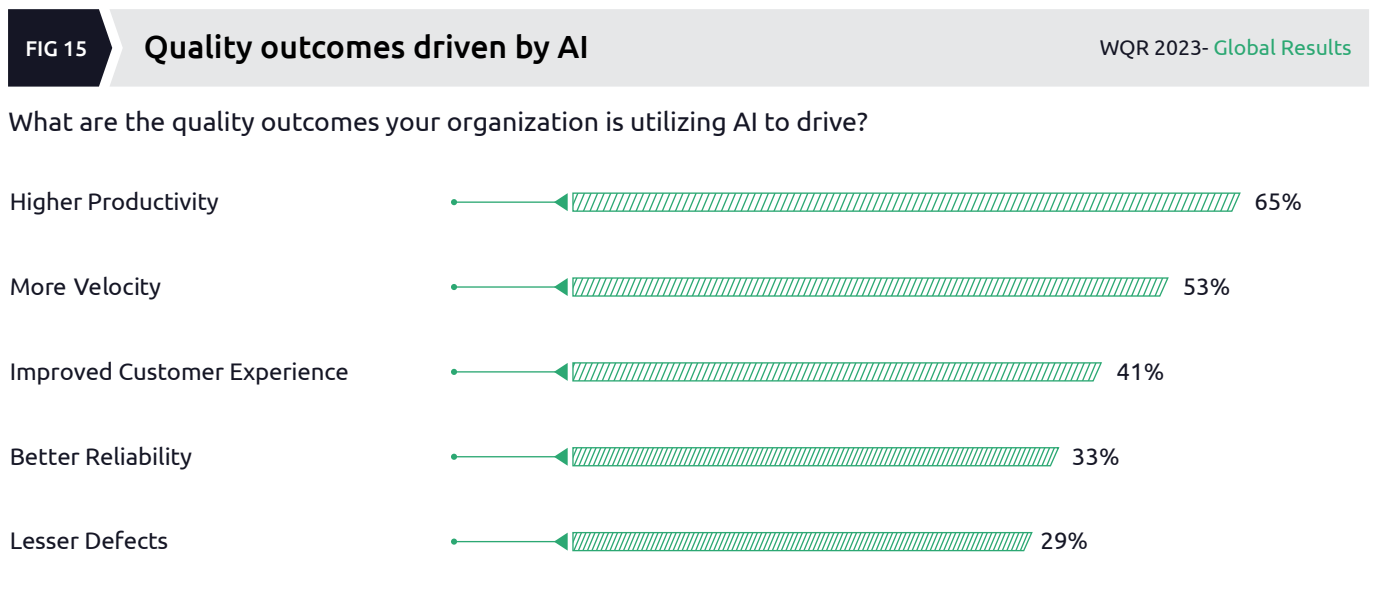 FIG 15
Quality outcomes driven by AI
WQR 2023- Global Results
What are the quality outcomes your organization is utilizing AI to drive?
Higher Productivity 65%
More Velocity 53%
Improved Customer Experience 41%
Better Reliability 33%
Lesser Defects 29%